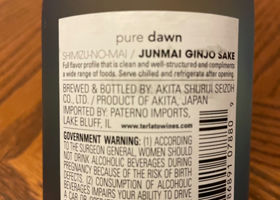 pure dawn
SHIMIZU-NO-MAI / JUNMAI GINJO SAKE
Full flavor profile that is clean and well-structured and compliments
a wide range of foods. Serve chilled and refrigerate after opening.
BREWED & BOTTLED BY: AKITA SHURUI SEIZOH
CO., LTD. / PRODUCT OF AKITA, JAPAN
IMPORTED BY: PATERNO IMPORTS,
LAKE BLUFF, IL www.terlatowines.com
GOVERNMENT WARNING: (1) ACCORDING
TO THE SURGEON GENERAL, WOMEN SHOULD
NOT DRINK ALCOHOLIC BEVERAGES DURING
PREGNANCY BECAUSE OF THE RISK OF BIRTH
DEFECTS. (2) CONSUMPTION OF ALCOHOLIC
BEVERAGES IMPAIRS YOUR ABILITY TO DRIVE
A CAR OR